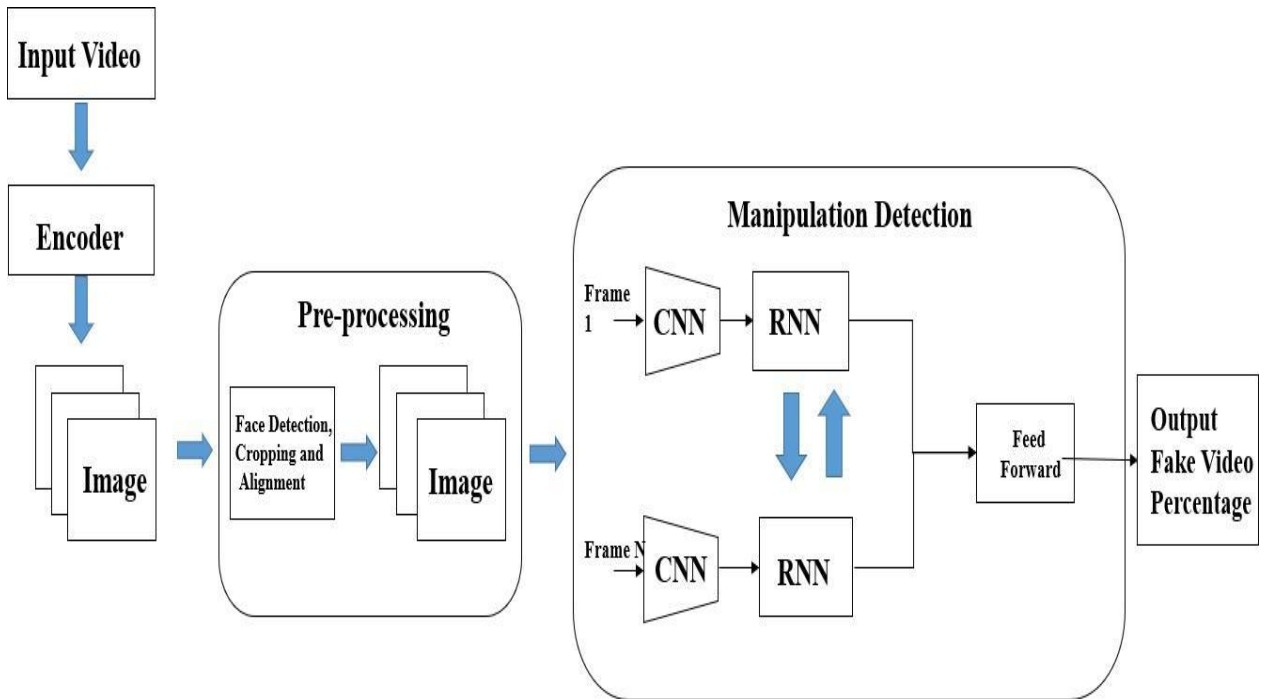 Input Video
Encoder
Image
Pre-processing
Face Detection,
Cropping and
Alignment
Image
Manipulation Detection
Frame
1
CNN
RNN
Frame N
CNN
RNN
Feed
Forward
Output
Fake Video
Percentage